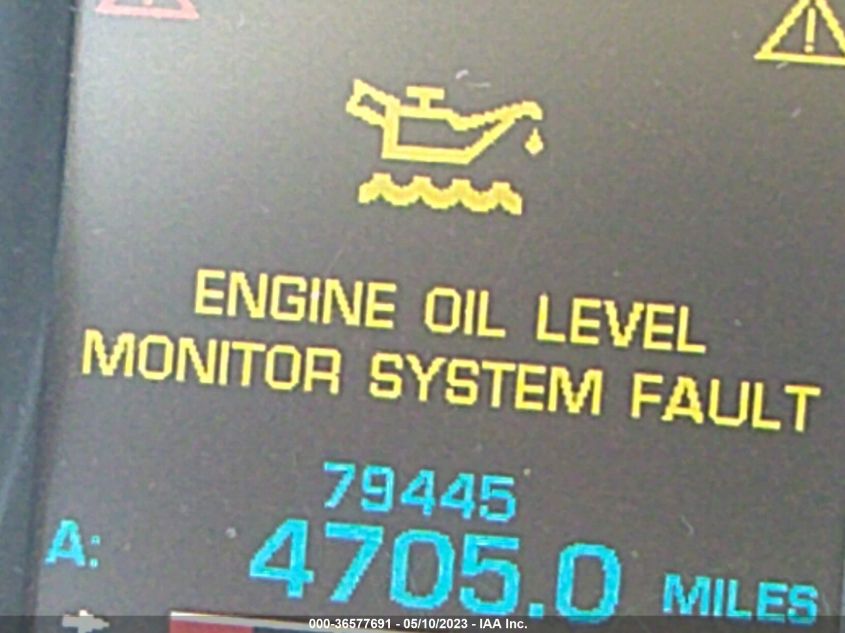 ENGINE OIL LEVEL
MONITOR SYSTEM FAULT
79445
A: 4705.0 MILES
000-36577691 - 05/10/2023 - IAA Inc.